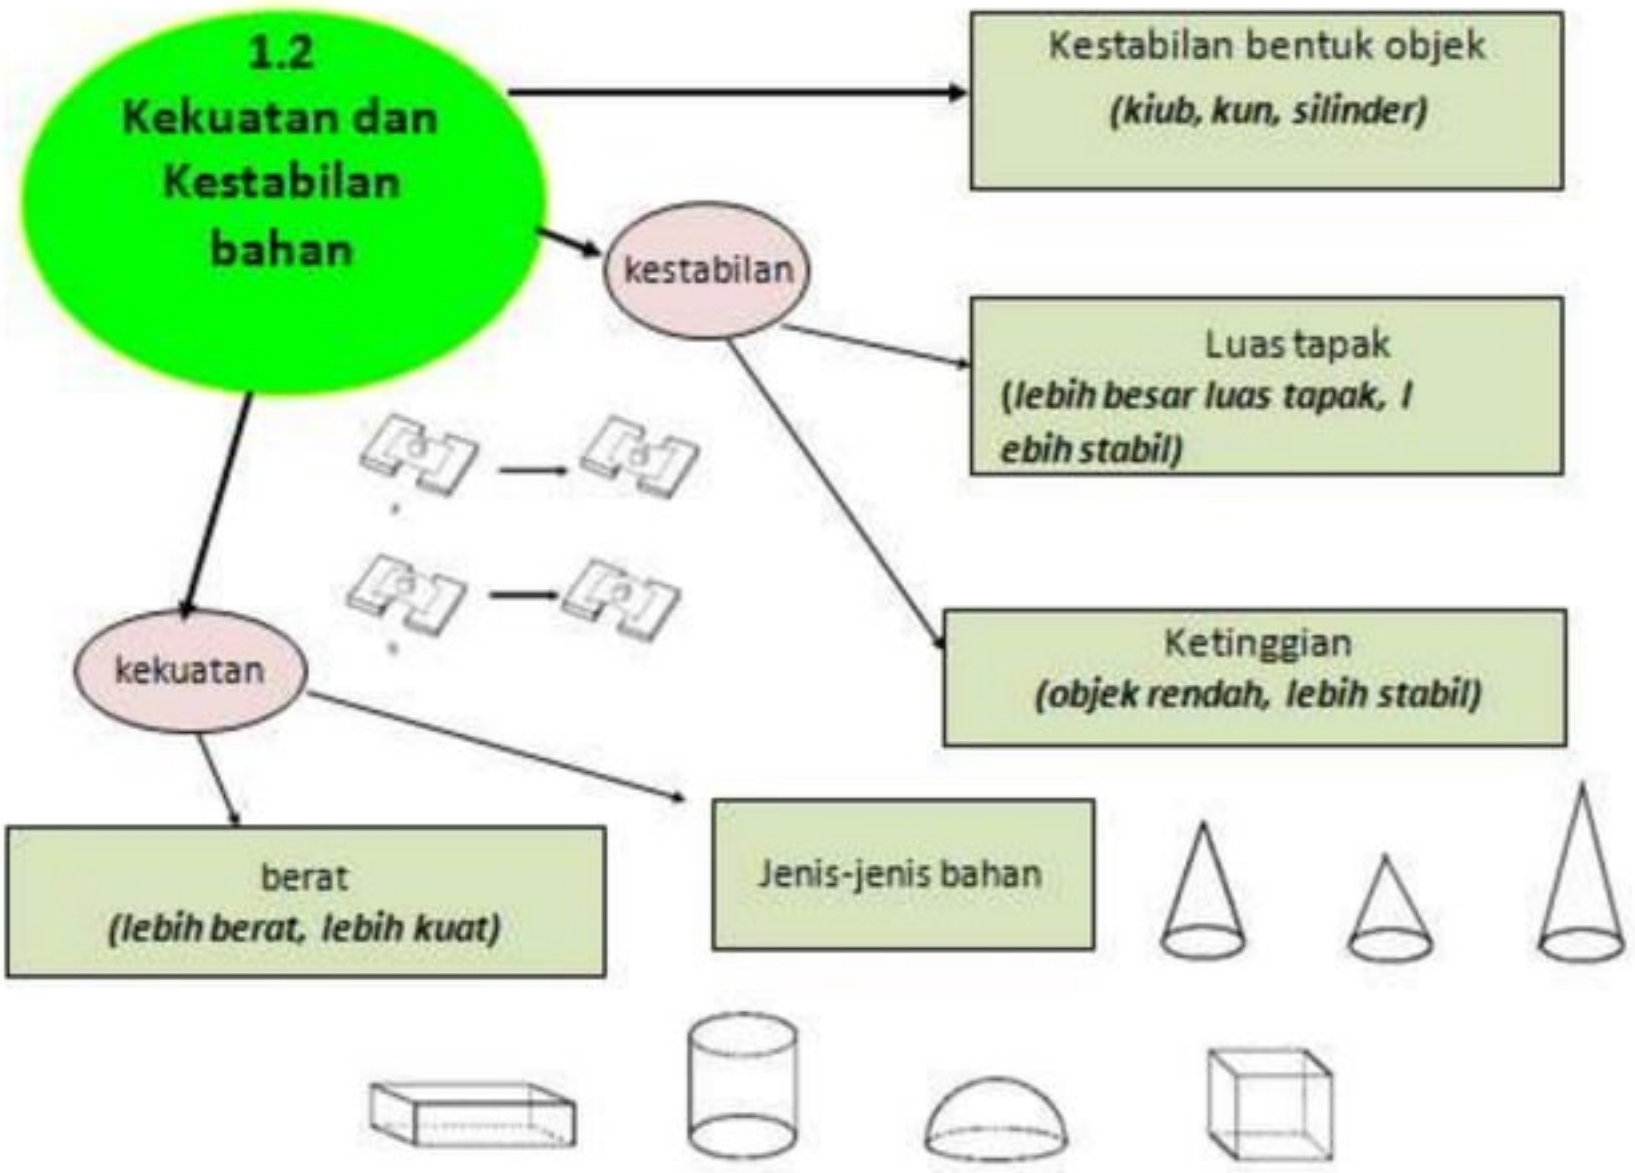 1.2
Kekuatan dan
Kestabilan
bahan
Kestabilan bentuk objek
(kiub, kun, silinder)
kestabilan
Luas tapak
(lebih besar luas tapak, l
ebih stabil)
Ketinggian
(objek rendah, lebih stabil)
kekuatan
berat
(lebih berat, lebih kuat)
Jenis-jenis bahan